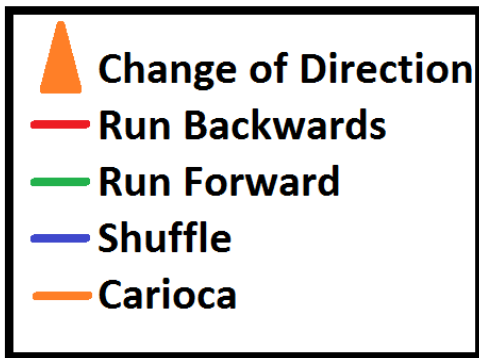 Change of Direction
Run Backwards
Run Forward
Shuffle
Carioca